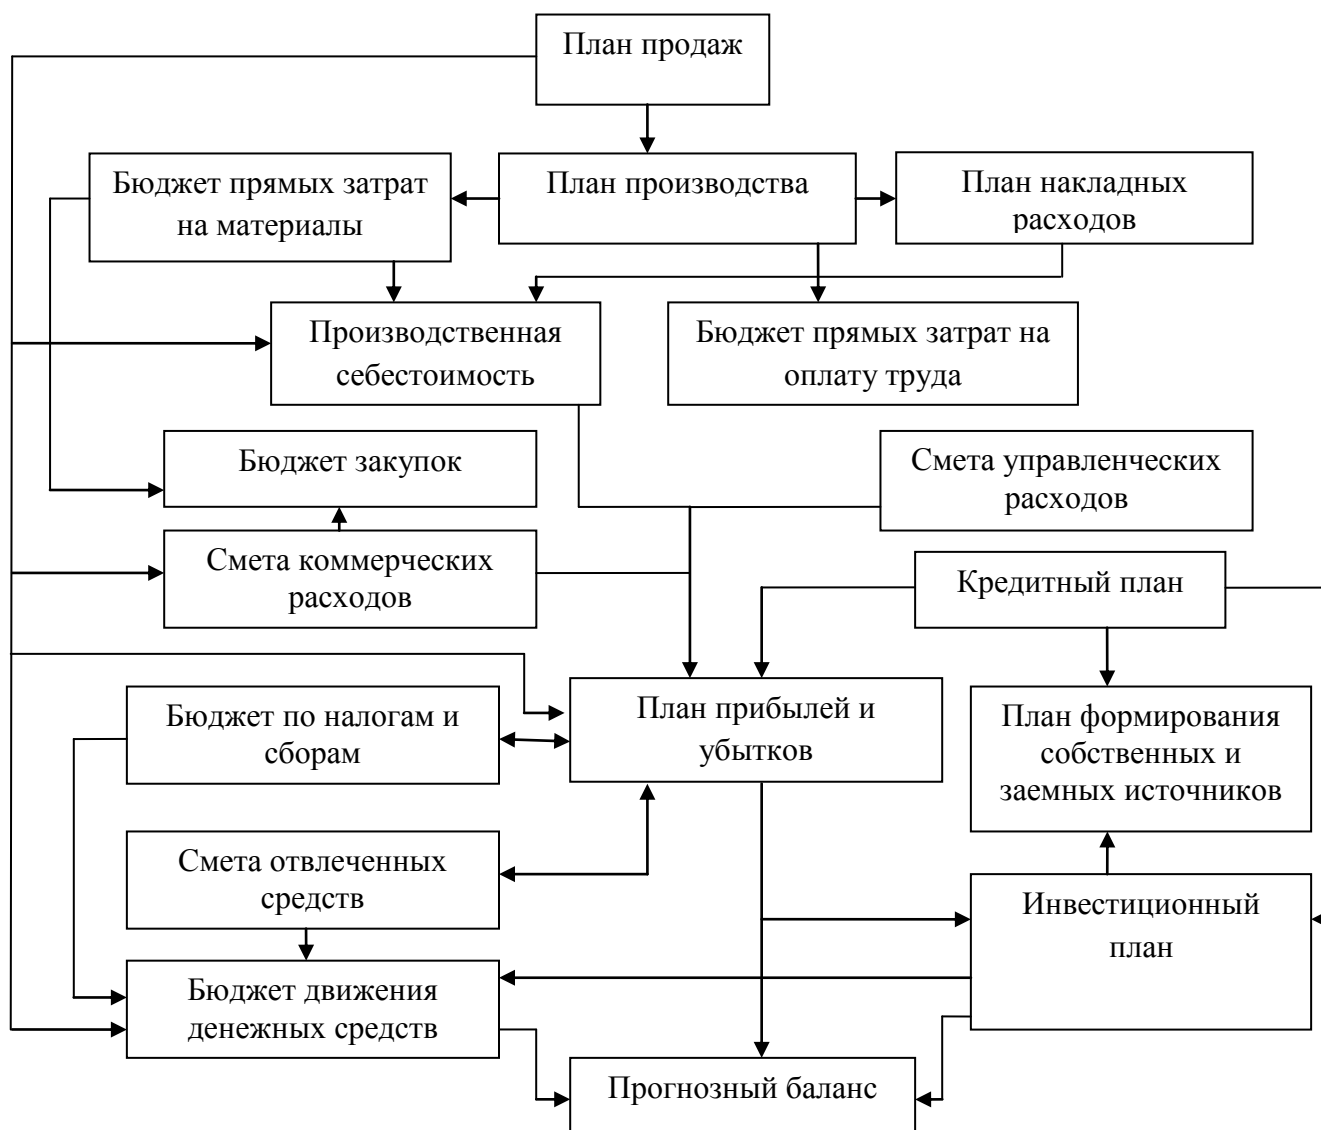 План продаж
Бюджет прямых затрат
на материалы
План производства
План накладных
расходов
Производственная
себестоимость
Бюджет прямых затрат на
оплату труда
Бюджет закупок
Смета управленческих
расходов
Смета коммерческих
расходов
Кредитный план
Бюджет по налогам и
сборам
План прибылей и
убытков
План формирования
собственных и
заемных источников
Смета отвлеченных
средств
Инвестиционный
план
Бюджет движения
денежных средств
Прогнозный баланс